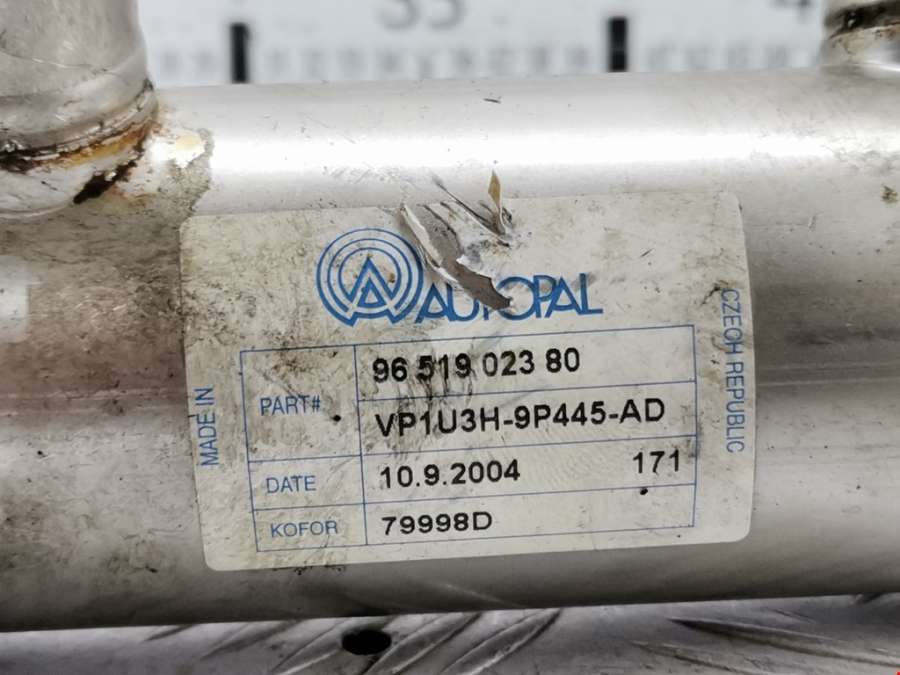 AUTOPAL
PART#
96 519 023 80
VP1U3H-9P445-AD
DATE
10.9.2004 171
KOFOR
79998D
MADE IN
CZECH REPUBLIC